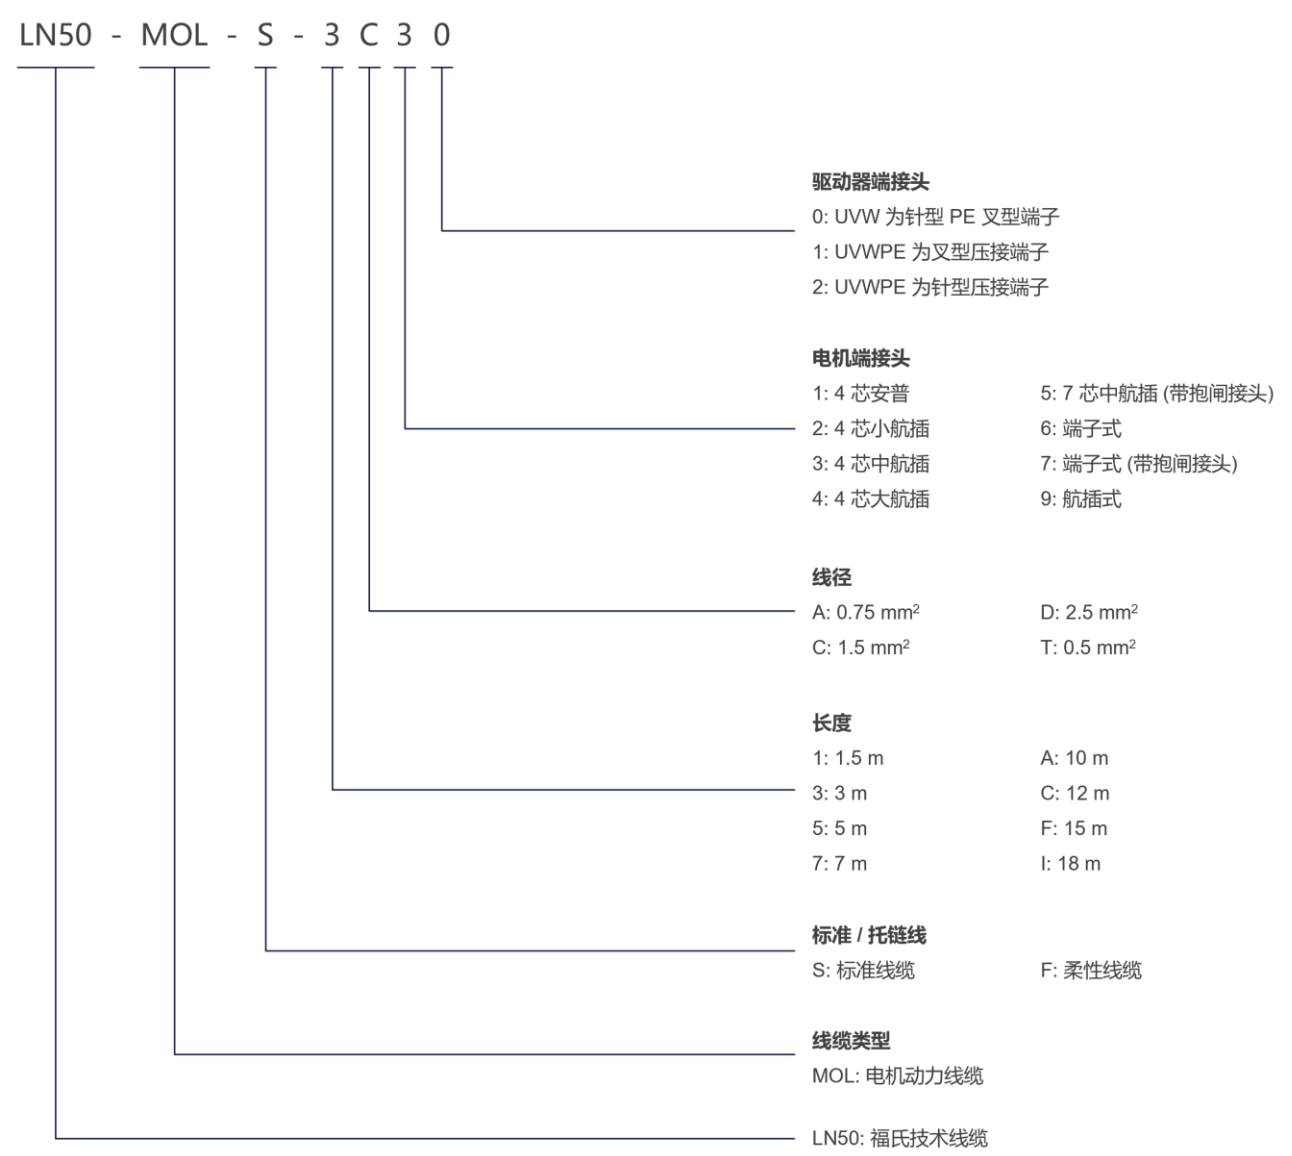 LN50 - MOL - S - 3 C 3 0
驱动器端接头
0: UVW 为针型 PE 叉型端子
1: UVWPE 为叉型压接端子
2: UVWPE 为针型压接端子
电机端接头
1: 4 芯安普 5: 7 芯中航插 (带抱闸接头)
2: 4 芯小航插 6: 端子式
3: 4 芯中航插 7: 端子式 (带抱闸接头)
4: 4 芯大航插 9: 航插式
线径
A: 0.75 mm² D: 2.5 mm²
C: 1.5 mm² T: 0.5 mm²
长度
1: 1.5 m A: 10 m
3: 3 m C: 12 m
5: 5 m F: 15 m
7: 7 m I: 18 m
标准 / 托链线
S: 标准线缆 F: 柔性线缆
线缆类型
MOL: 电机动力线缆
LN50: 福氏技术线缆